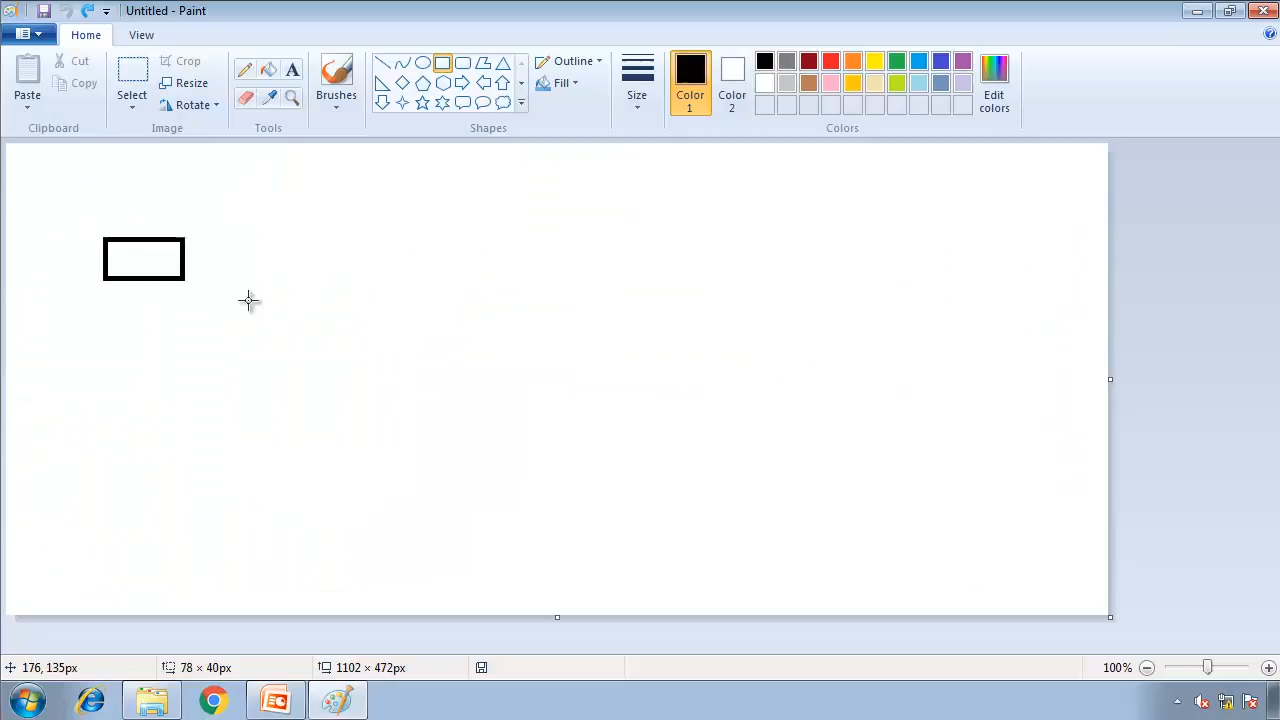 Untitled - Paint
Home
View
Paste
Cut
Copy
Clipboard
Select
Crop
Resize
Rotate
Image
A
Tools
Brushes
Outline
Fill
Shapes
Size
Color
1
Color
2
Edit
colors
Colors
176, 135px
78 × 40px
1102 × 472px
100%